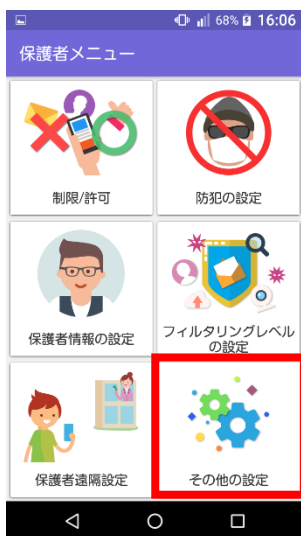 68% 16:06
保護者メニュー
制限/許可
防犯の設定
保護者情報の設定
フィルタリングレベル
の設定
保護者遠隔設定
その他の設定